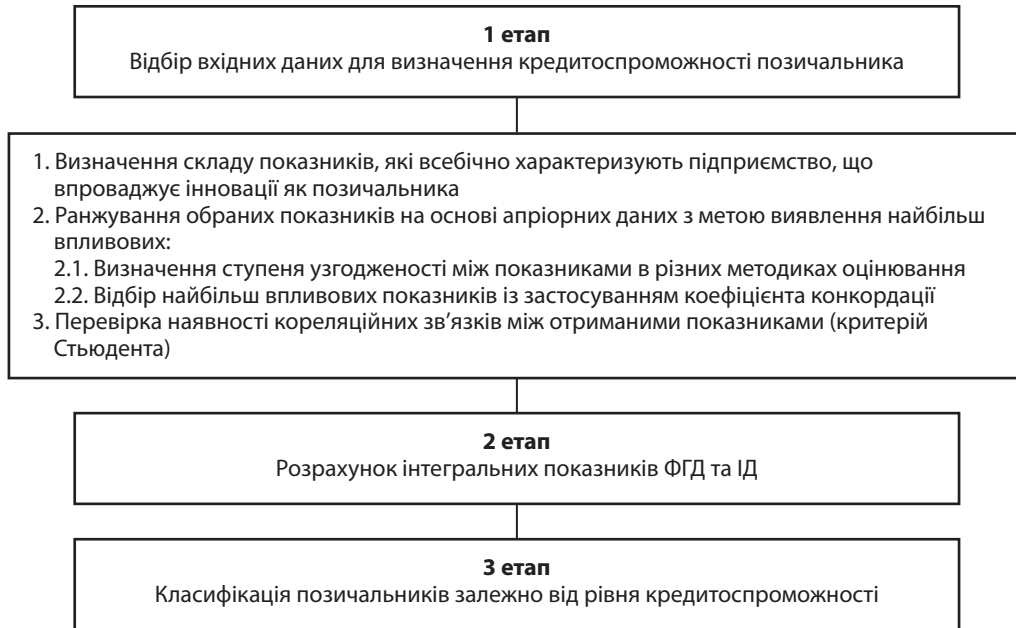 1 етап
Відбір вхідних даних для визначення кредитоспроможності позичальника
1. Визначення складу показників, які всебічно характеризують підприємство, що
впроваджує інновації як позичальника
2. Ранжування обраних показників на основі апріорних даних з метою виявлення найбільш
впливових:
2.1. Визначення ступеня узгодженості між показниками в різних методиках оцінювання
2.2. Відбір найбільш впливових показників із застосуванням коефіцієнта конкордації
3. Перевірка наявності кореляційних зв’язків між отриманими показниками (критерій
Стьюдента)
2 етап
Розрахунок інтегральних показників ФГД та ІД
3 етап
Класифікація позичальників залежно від рівня кредитоспроможності